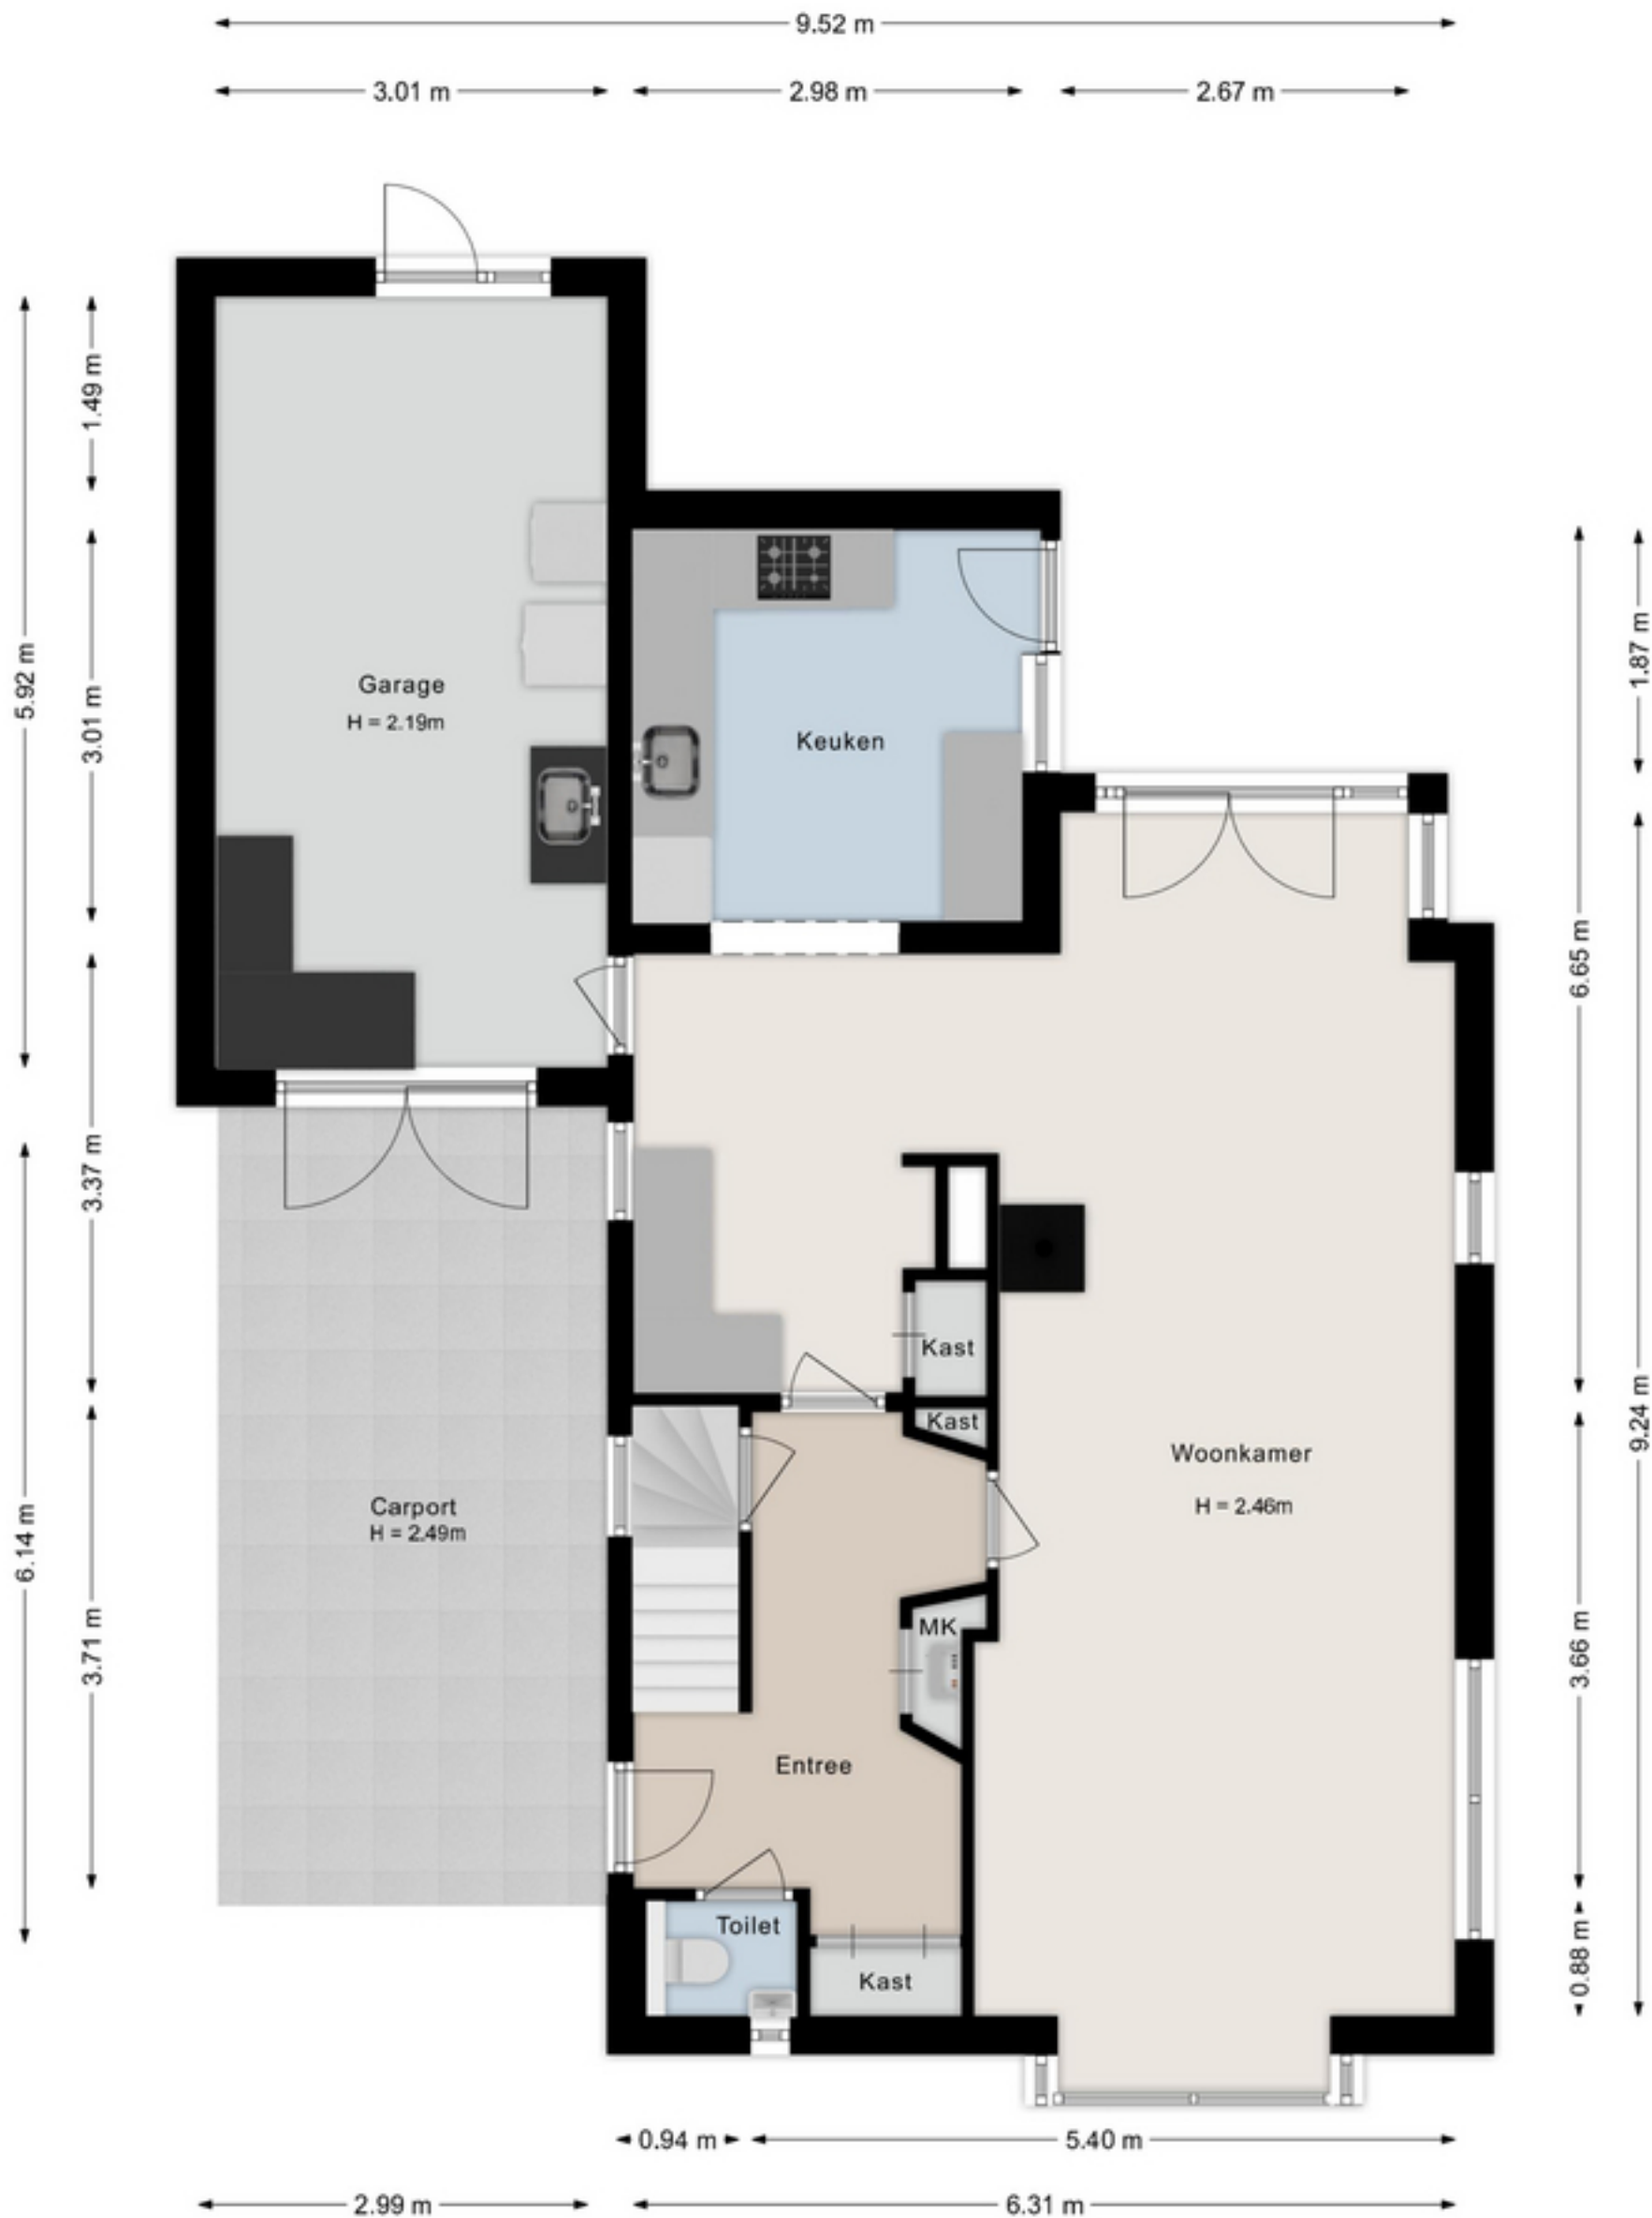 9.52 m
3.01 m
2.98 m
2.67 m
5.92 m
1.49 m
3.01 m
3.37 m
6.14 m
3.71 m
Garage
H = 2.19m
Keuken
1.87 m
6.65 m
9.24 m
3.66 m
0.88 m
Kast
Kast
Woonkamer
H = 2.46m
Carport
H = 2.49m
MK
Entree
Toilet
Kast
0.94 m
5.40 m
2.99 m
6.31 m